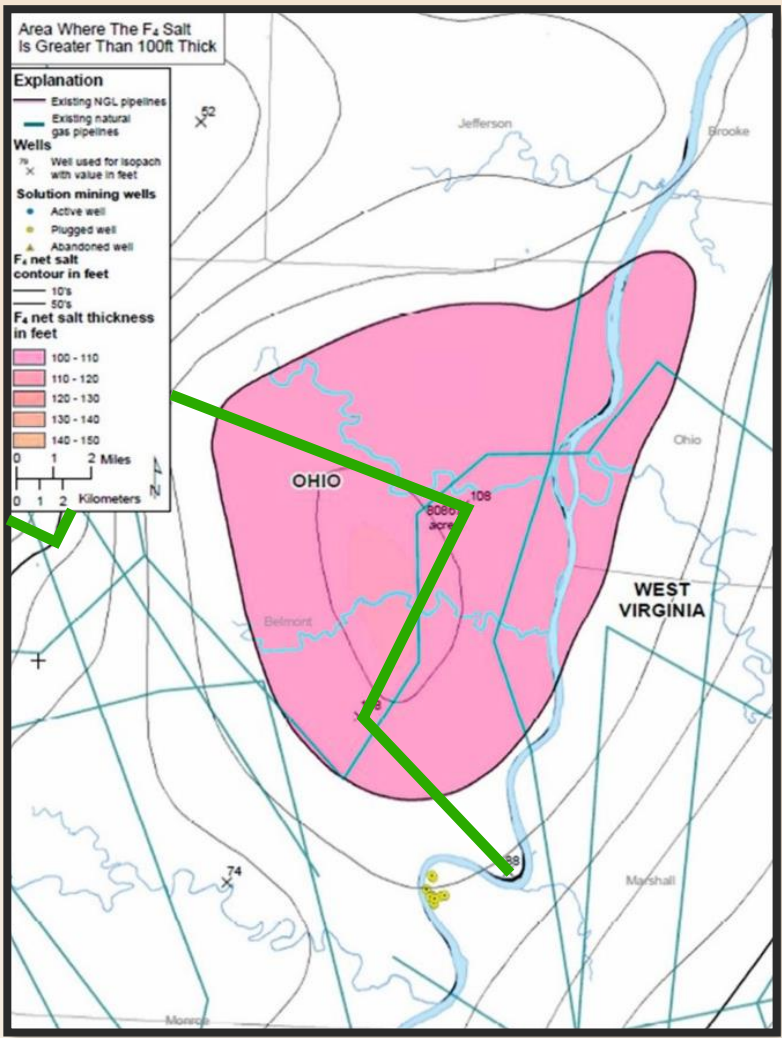 Area Where The F₄ Salt
Is Greater Than 100ft Thick
Explanation
Existing NGL pipelines
Existing natural
gas pipelines
Wells
79
Well used for isopach
with value in feet
Solution mining wells
Active well
Plugged well
Abandoned well
F₄ net salt
contour in feet
10's
50's
F₄ net salt thickness
in feet
100 - 110
110 - 120
120 - 130
130 - 140
140 - 150
0 1 2 Miles
0 1 2 Kilometers
N
52
Jefferson
Brooke
Ohio
OHIO
108
acre
WEST
VIRGINIA
Belmont
88
74
Marshall
Monroe